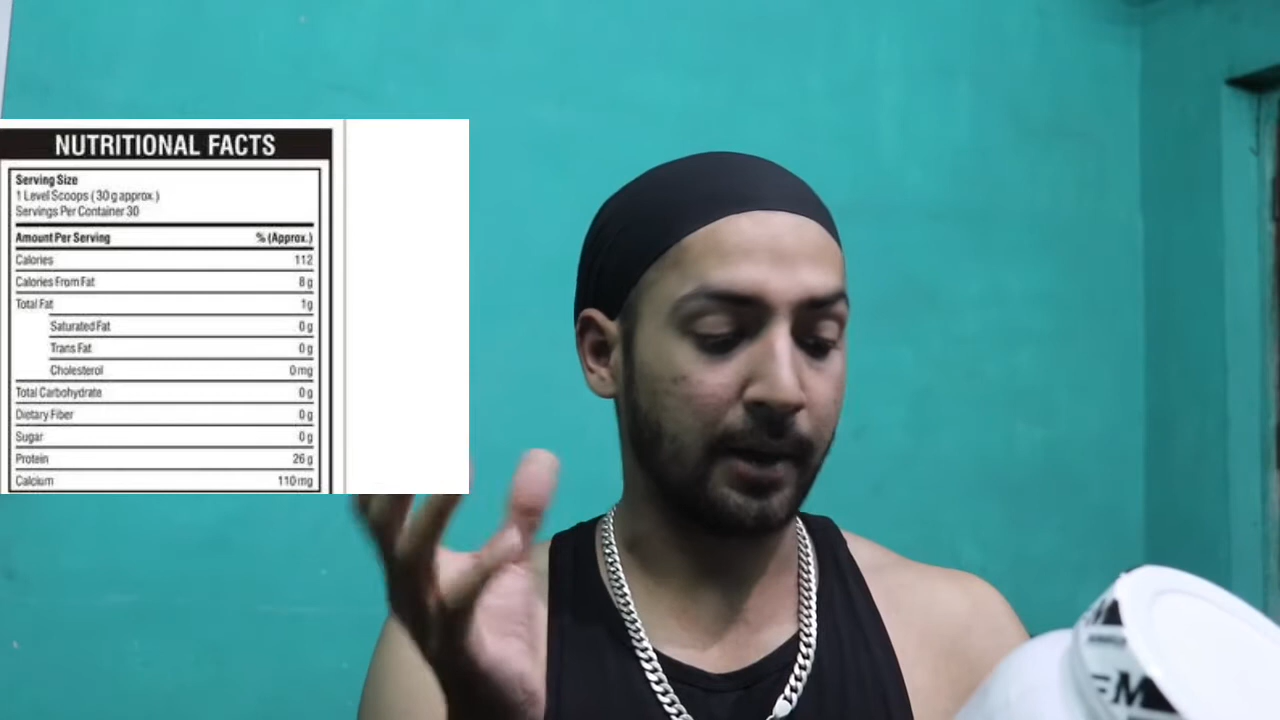 NUTRITIONAL FACTS
Serving Size
1 Level Scoops ( 30 g approx. )
Servings Per Container 30
Amount Per Serving % (Approx.)
Calories 112
Calories From Fat 8 g
Total Fat 1 g
Saturated Fat 0 g
Trans Fat 0 g
Cholesterol 0 mg
Total Carbohydrate 0 g
Dietary Fiber 0 g
Sugar 0 g
Protein 26 g
Calcium 110 mg